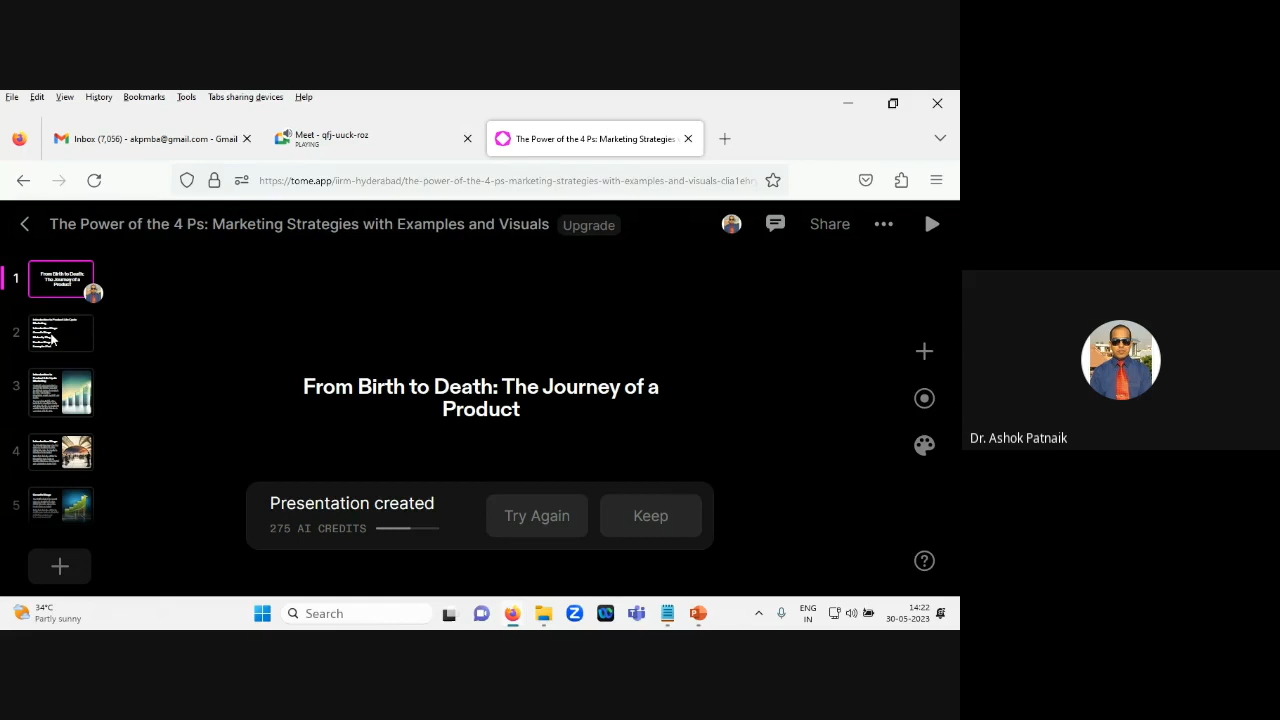 File Edit View History Bookmarks Tools Tabs sharing devices Help
Inbox (7,056) - akpmba@gmail.com - Gmail
Meet - qfj-uuck-roz
PLAYING
The Power of the 4 Ps: Marketing Strategies
https://tome.app/iirm-hyderabad/the-power-of-the-4-ps-marketing-strategies-with-examples-and-visuals-clia1ehr
The Power of the 4 Ps: Marketing Strategies with Examples and Visuals
Upgrade
Share
1
From Birth to Death:
The Journey of a
Product
2
3
4
5
From Birth to Death: The Journey of a
Product
Presentation created
275 AI CREDITS
Try Again
Keep
Dr. Ashok Patnaik
34°C
Partly sunny
Search
ENG
IN
14:22
30-05-2023